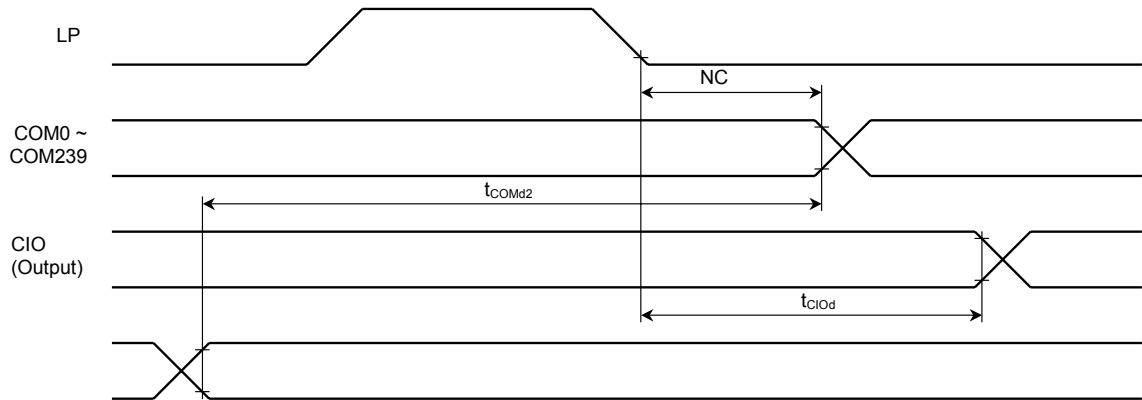 LP
NC
COM0 ~
COM239
tCOMd2
CIO
(Output)
tCIOd